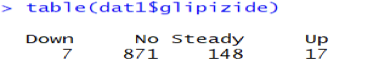 > table(dat1$glipizide)
Down No Steady Up
7 871 148 17